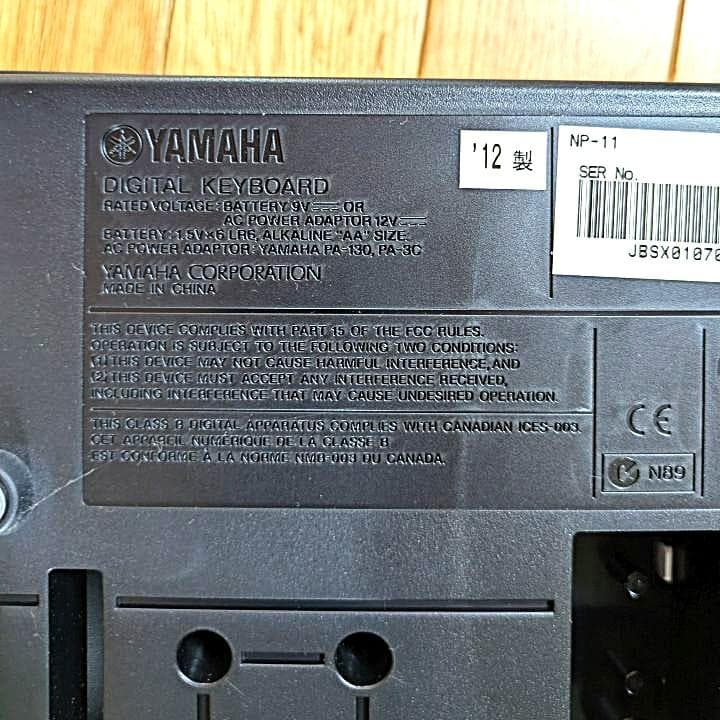 YAMAHA
DIGITAL KEYBOARD
RATED VOLTAGE: BATTERY 9V OR
AC POWER ADAPTOR 12V
BATTERY: 1.5V×6 LR6, ALKALINE "AA" SIZE
AC POWER ADAPTOR: YAMAHA PA-130, PA-3C
YAMAHA CORPORATION
MADE IN CHINA
'12 製
NP-11
SER No.
JBSX01070
THIS DEVICE COMPLIES WITH PART 15 OF THE FCC RULES.
OPERATION IS SUBJECT TO THE FOLLOWING TWO CONDITIONS:
(1) THIS DEVICE MAY NOT CAUSE HARMFUL INTERFERENCE, AND
(2) THIS DEVICE MUST ACCEPT ANY INTERFERENCE RECEIVED,
INCLUDING INTERFERENCE THAT MAY CAUSE UNDESIRED OPERATION.
THIS CLASS B DIGITAL APPARATUS COMPLIES WITH CANADIAN ICES-003.
CET APPAREIL NUMÉRIQUE DE LA CLASSE B
EST CONFORME À LA NORME NMB-003 DU CANADA.
CE
N89